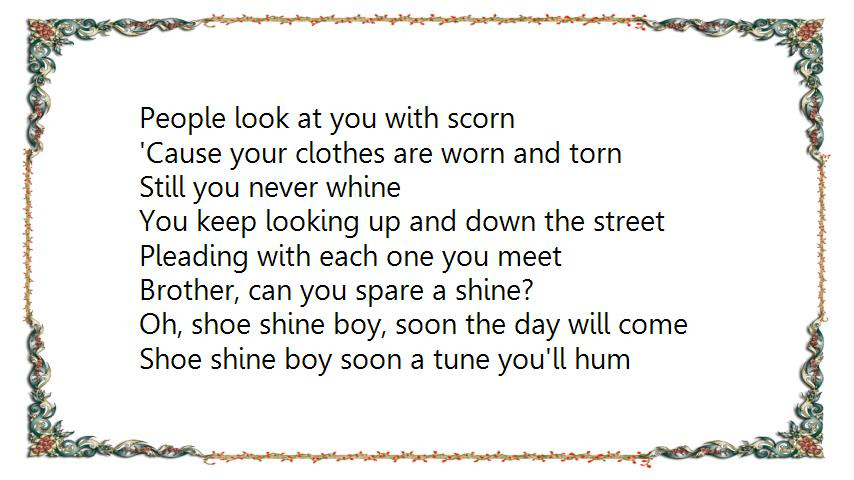 People look at you with scorn
'Cause your clothes are worn and torn
Still you never whine
You keep looking up and down the street
Pleading with each one you meet
Brother, can you spare a shine?
Oh, shoe shine boy, soon the day will come
Shoe shine boy soon a tune you'll hum